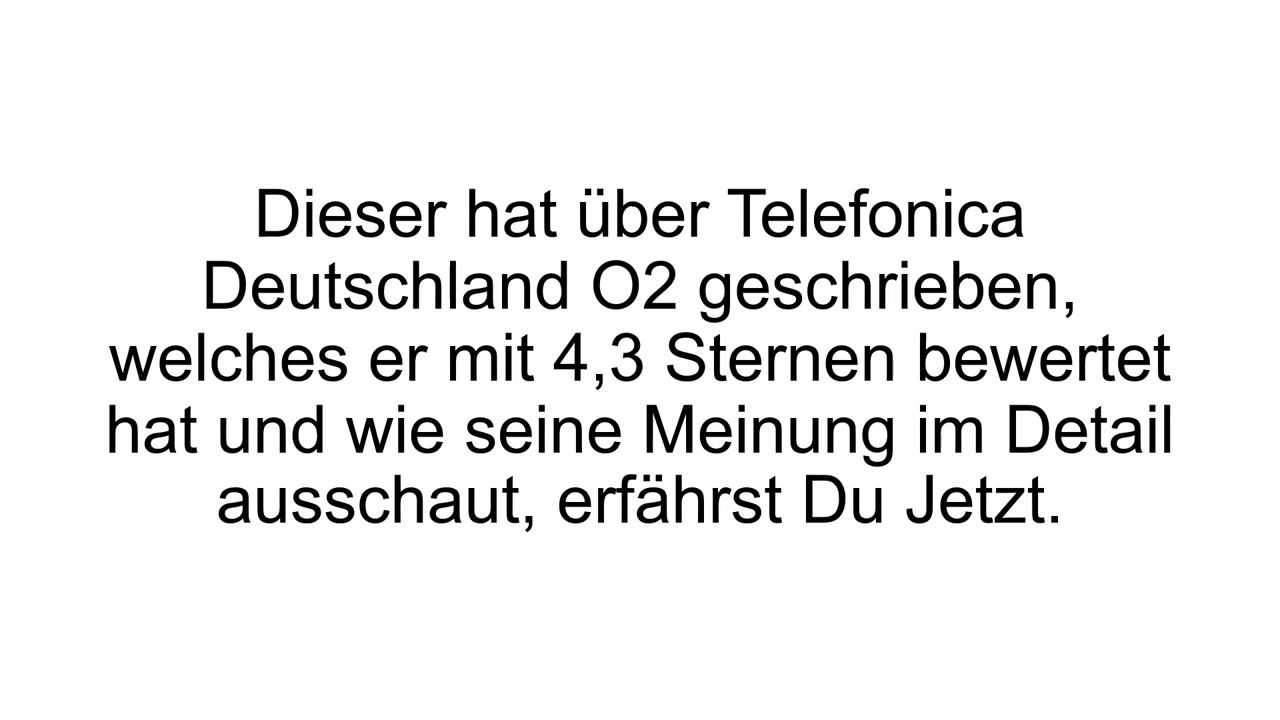 Dieser hat über Telefonica
Deutschland O2 geschrieben,
welches er mit 4,3 Sternen bewertet
hat und wie seine Meinung im Detail
ausschaut, erfährst Du Jetzt.